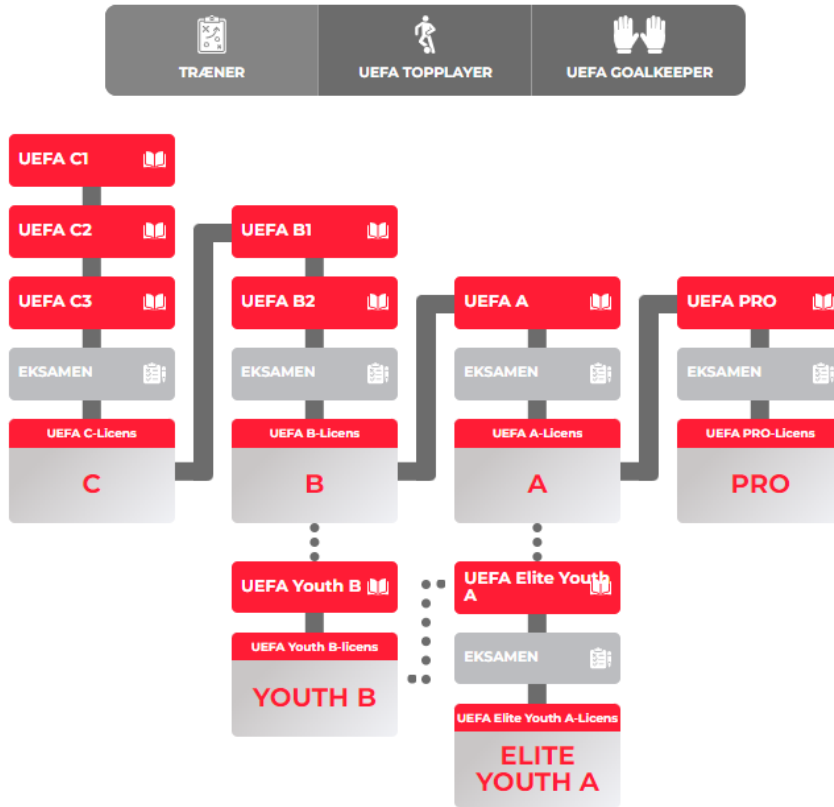 TRÆNER
UEFA TOPPLAYER
UEFA GOALKEEPER
UEFA C1
UEFA C2
UEFA C3
EKSAMEN
UEFA C-Licens
C
UEFA B1
UEFA B2
EKSAMEN
UEFA B-Licens
B
UEFA Youth B
UEFA Youth B-licens
YOUTH B
UEFA A
EKSAMEN
UEFA A-Licens
A
UEFA Elite Youth
A
EKSAMEN
UEFA Elite Youth A-Licens
ELITE
YOUTH A
UEFA PRO
EKSAMEN
UEFA PRO-Licens
PRO